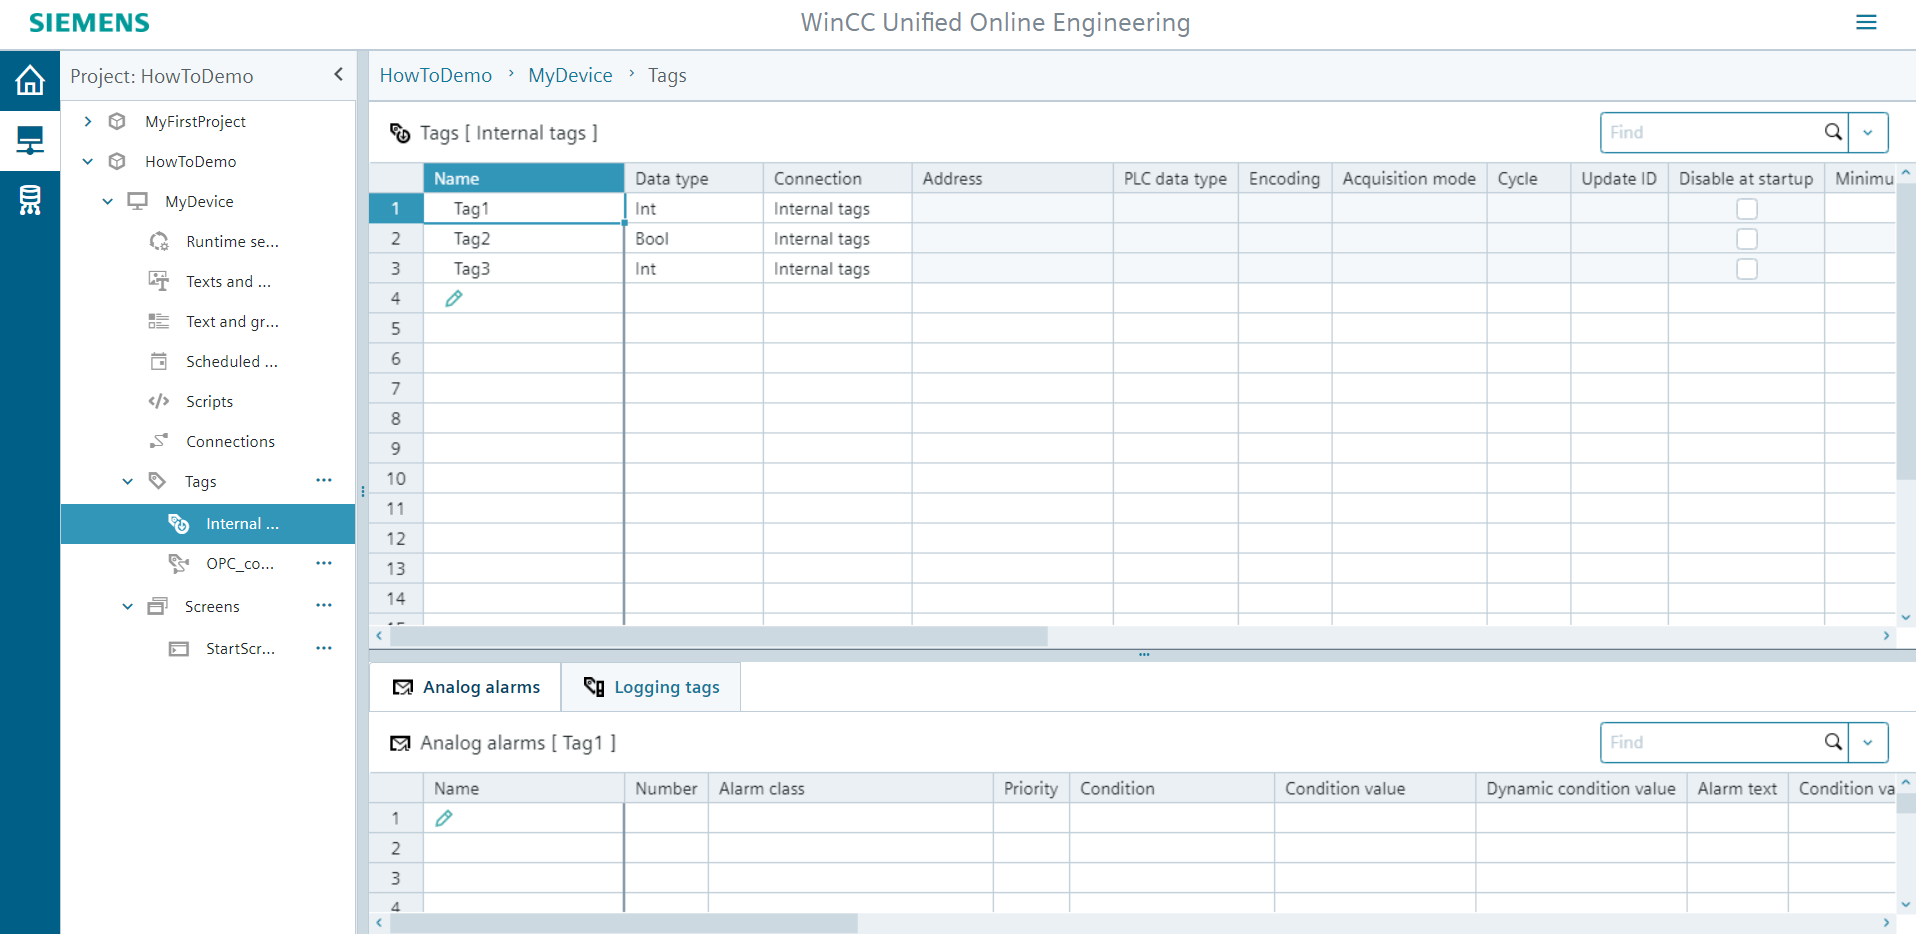 SIEMENS
WinCC Unified Online Engineering
Project: HowToDemo
HowToDemo > MyDevice > Tags
MyFirstProject
HowToDemo
MyDevice
Runtime se...
Texts and ...
Text and gr...
Scheduled ...
Scripts
Connections
Tags
Internal ...
OPC_co...
Screens
StartScr...
Tags [ Internal tags ]
Find
Name Data type Connection Address PLC data type Encoding Acquisition mode Cycle Update ID Disable at startup Minimu
1 Tag1 Int Internal tags
2 Tag2 Bool Internal tags
3 Tag3 Int Internal tags
4
5
6
7
8
9
10
11
12
13
14
Analog alarms
Logging tags
Analog alarms [ Tag1 ]
Find
Name Number Alarm class Priority Condition Condition value Dynamic condition value Alarm text Condition va
1
2
3
4